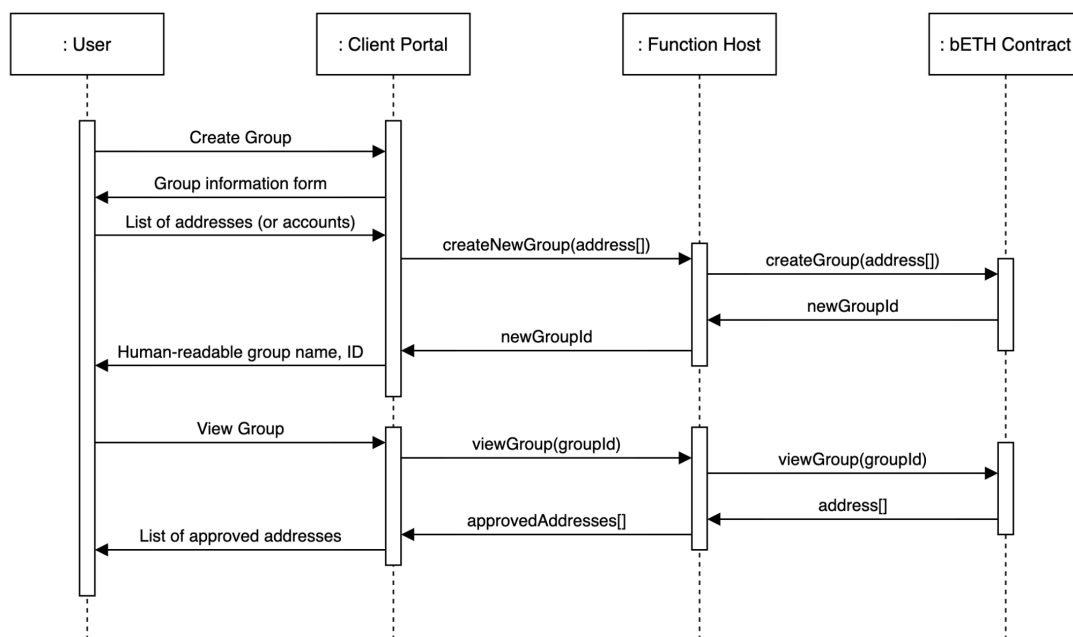 : User
: Client Portal
: Function Host
: bETH Contract
Create Group
Group information form
List of addresses (or accounts)
createNewGroup(address[])
createGroup(address[])
newGroupId
newGroupId
Human-readable group name, ID
View Group
viewGroup(groupId)
viewGroup(groupId)
address[]
approvedAddresses[]
List of approved addresses